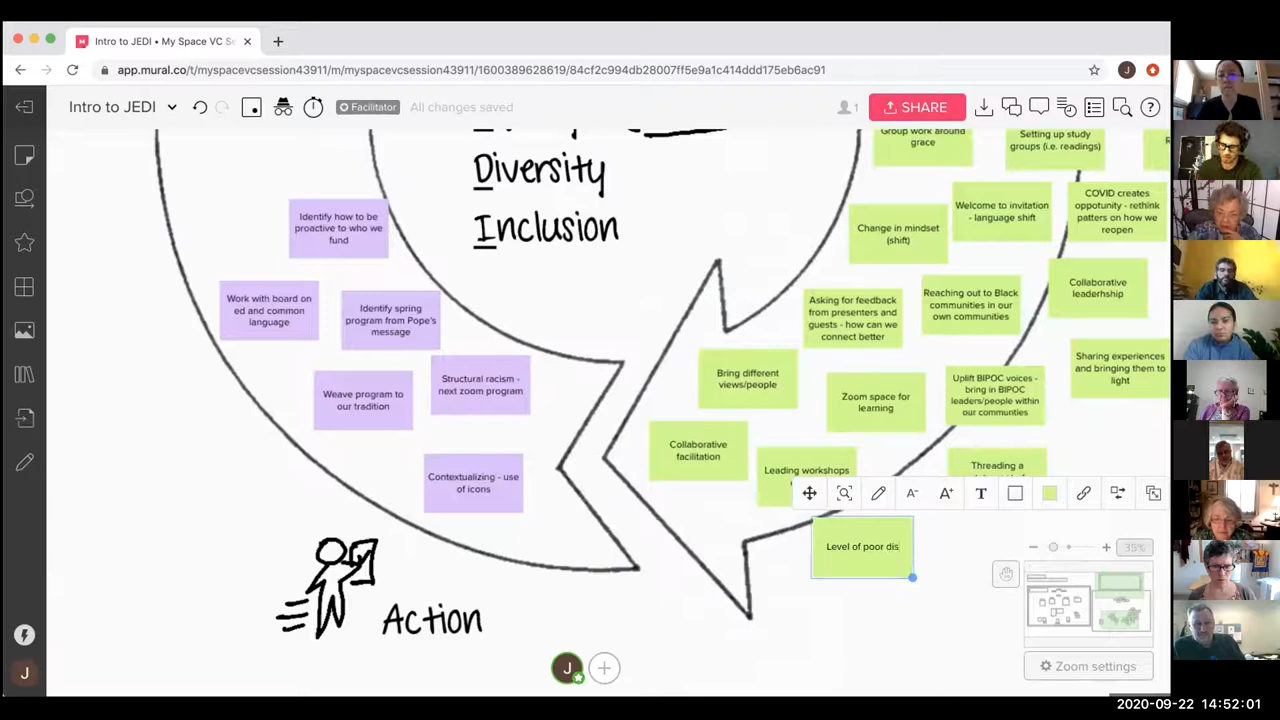 Intro to JEDI • My Space VC Se
app.mural.co/t/myspacevcsession43911/m/myspacevcsession43911/1600389628619/84cf2c994db28007ff5e9a1c414ddd175eb6ac91
J
Intro to JEDI
Facilitator
All changes saved
1
SHARE
Diversity
Inclusion
Group work around
grace
Setting up study
groups (i.e. readings)
R
Identify how to be
proactive to who we
fund
Change in mindset
(shift)
Welcome to invitation
- language shift
COVID creates
oppotunity - rethink
patters on how we
reopen
Work with board on
ed and common
language
Identify spring
program from Pope's
message
Asking for feedback
from presenters and
guests - how can we
connect better
Reaching out to Black
communities in our
own communities
Collaborative
leaderhship
Weave program to
our tradition
Structural racism -
next zoom program
Bring different
views/people
Zoom space for
learning
Uplift BIPOC voices -
bring in BIPOC
leaders/people within
our communties
Sharing experiences
and bringing them to
light
Contextualizing - use
of icons
Collaborative
facilitation
Leading workshops
Threading a
A-
A+
T
Level of poor dis
35%
Action
J
J
Zoom settings
2020-09-22 14:52:01